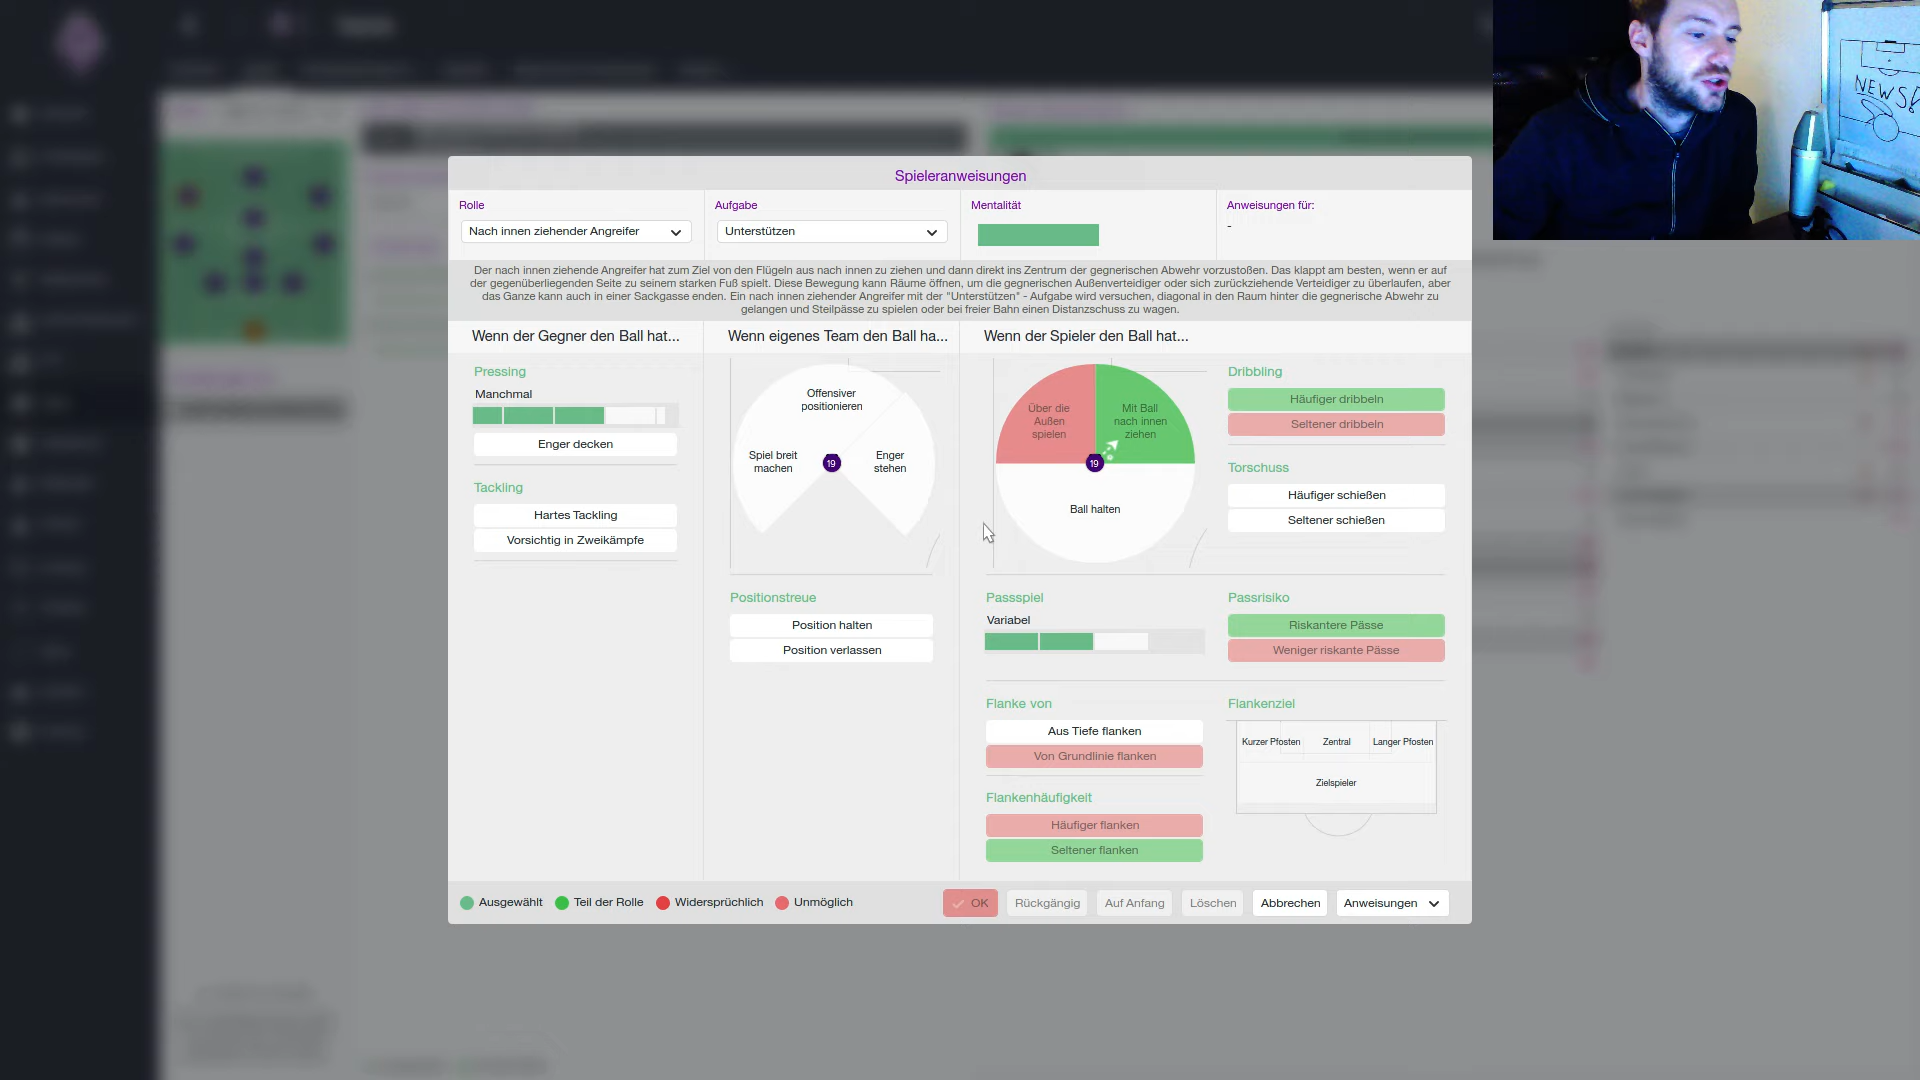 NEWS
Spieleranweisungen
Rolle
Aufgabe
Mentalität
Anweisungen für:
Nach innen ziehender Angreifer
Unterstützen
-
Der nach innen ziehende Angreifer hat zum Ziel von den Flügeln aus nach innen zu ziehen und dann direkt ins Zentrum der gegnerischen Abwehr vorzustoßen. Das klappt am besten, wenn er auf
der gegenüberliegenden Seite zu seinem starken Fuß spielt. Diese Bewegung kann Räume öffnen, um die gegnerischen Außenverteidiger oder sich zurückziehende Verteidiger zu überlaufen, aber
das Ganze kann auch in einer Sackgasse enden. Ein nach innen ziehender Angreifer mit der "Unterstützen" - Aufgabe wird versuchen, diagonal in den Raum hinter die gegnerische Abwehr zu
gelangen und Steilpässe zu spielen oder bei freier Bahn einen Distanzschuss zu wagen.
Wenn der Gegner den Ball hat...
Pressing
Manchmal
Enger decken
Tackling
Hartes Tackling
Vorsichtig in Zweikämpfe
Wenn eigenes Team den Ball ha...
Offensiver
positionieren
Spiel breit
machen
19
Enger
stehen
Positionstreue
Position halten
Position verlassen
Wenn der Spieler den Ball hat...
Über die
Außen
spielen
Mit Ball
nach innen
ziehen
19
Ball halten
Dribbling
Häufiger dribbeln
Seltener dribbeln
Torschuss
Häufiger schießen
Seltener schießen
Passspiel
Variabel
Passrisiko
Riskantere Pässe
Weniger riskante Pässe
Flanke von
Aus Tiefe flanken
Von Grundlinie flanken
Flankenhäufigkeit
Häufiger flanken
Seltener flanken
Flankenziel
Kurzer Pfosten
Zentral
Langer Pfosten
Zielspieler
Ausgewählt
Teil der Rolle
Widersprüchlich
Unmöglich
OK
Rückgängig
Auf Anfang
Löschen
Abbrechen
Anweisungen